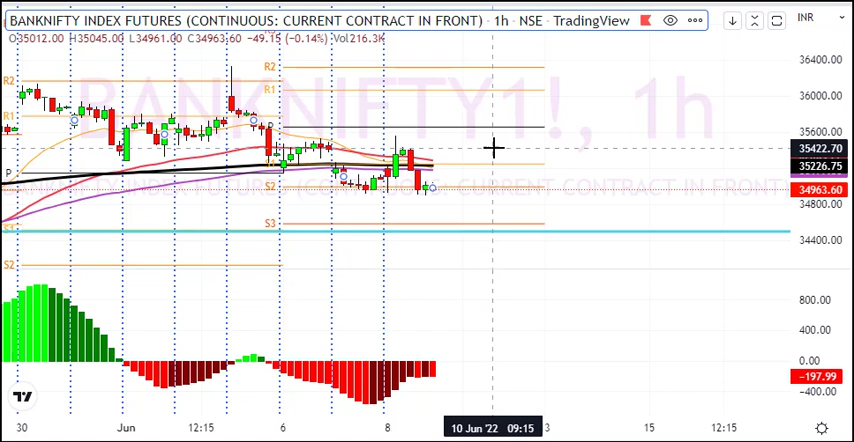 BANKNIFTY INDEX FUTURES (CONTINUOUS: CURRENT CONTRACT IN FRONT) · 1h · NSE · TradingView
INR
O35012.00 H35045.00 L34961.00 C34963.60 -49.15 (-0.14%) Vol216.3K
BANKNIFTY1!, 1h
R2
R2
R1
R1
P
P
S2
S3
S2
36400.00
36000.00
35600.00
35422.70
35226.75
34963.60
34800.00
34400.00
800.00
400.00
0.00
−197.99
−400.00
30
Jun
12:15
6
8
10 Jun '22 09:15
3
15
12:15